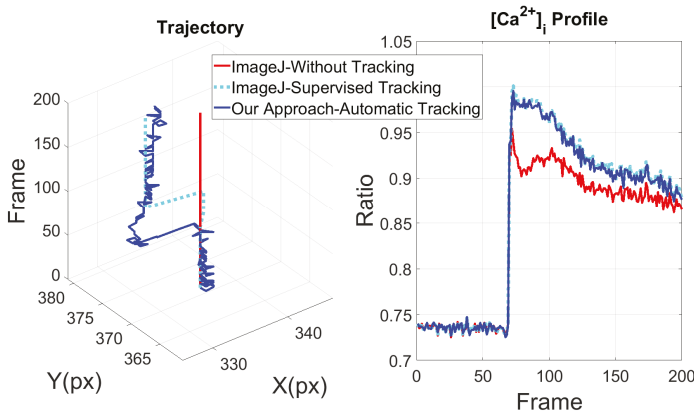 Trajectory
[Ca2+]i Profile
ImageJ-Without Tracking
ImageJ-Supervised Tracking
Our Approach-Automatic Tracking
200
150
100
50
0
Frame
380
375
370
365
Y(px)
330
340
X(px)
1.05
0.95
0.9
0.85
0.8
0.75
0.7
Ratio
0
50
100
150
200
Frame